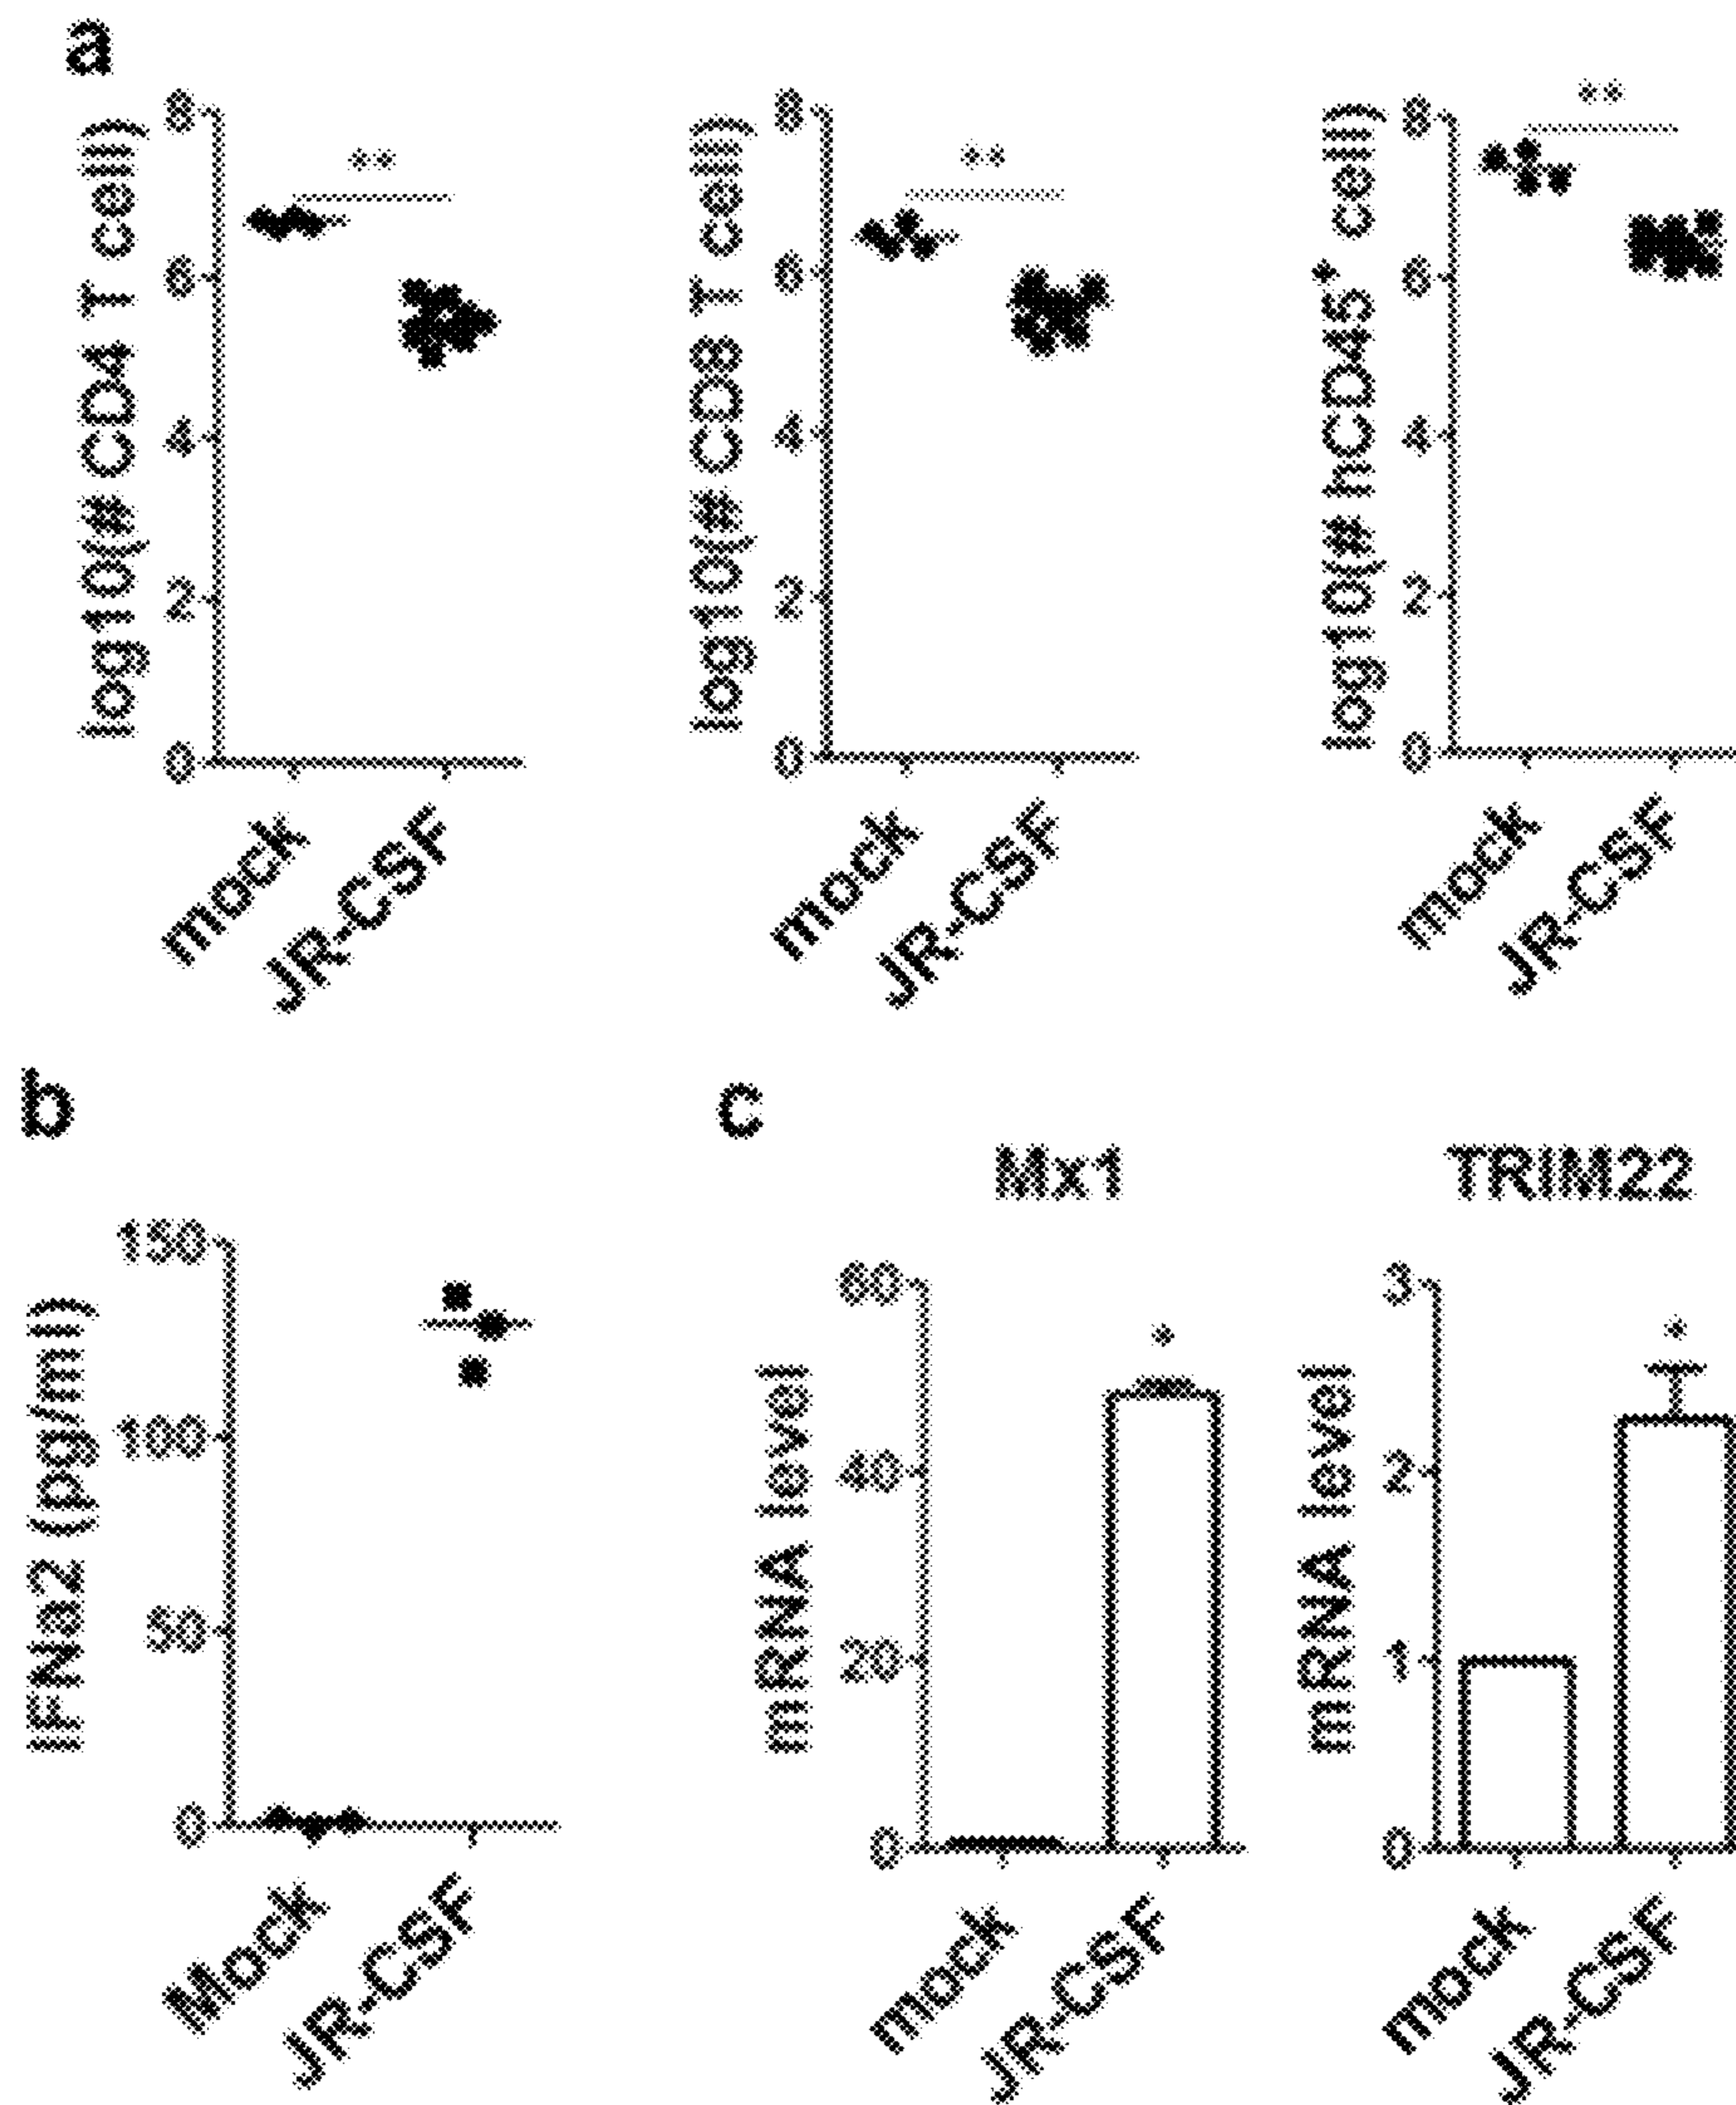 a
log10(# CD4 T cell)
8
6
4
2
0
**
mock
JR-CSF
log10(# CD8 T cell)
8
6
4
2
0
**
mock
JR-CSF
log10(# hCD45⁺ cell)
8
6
4
2
0
**
mock
JR-CSF
b
IFNa2 (pg/ml)
150
100
50
0
Mock
JR-CSF
c
Mx1
mRNA level
60
40
20
0
*
mock
JR-CSF
TRIM22
mRNA level
3
2
1
0
*
mock
JR-CSF